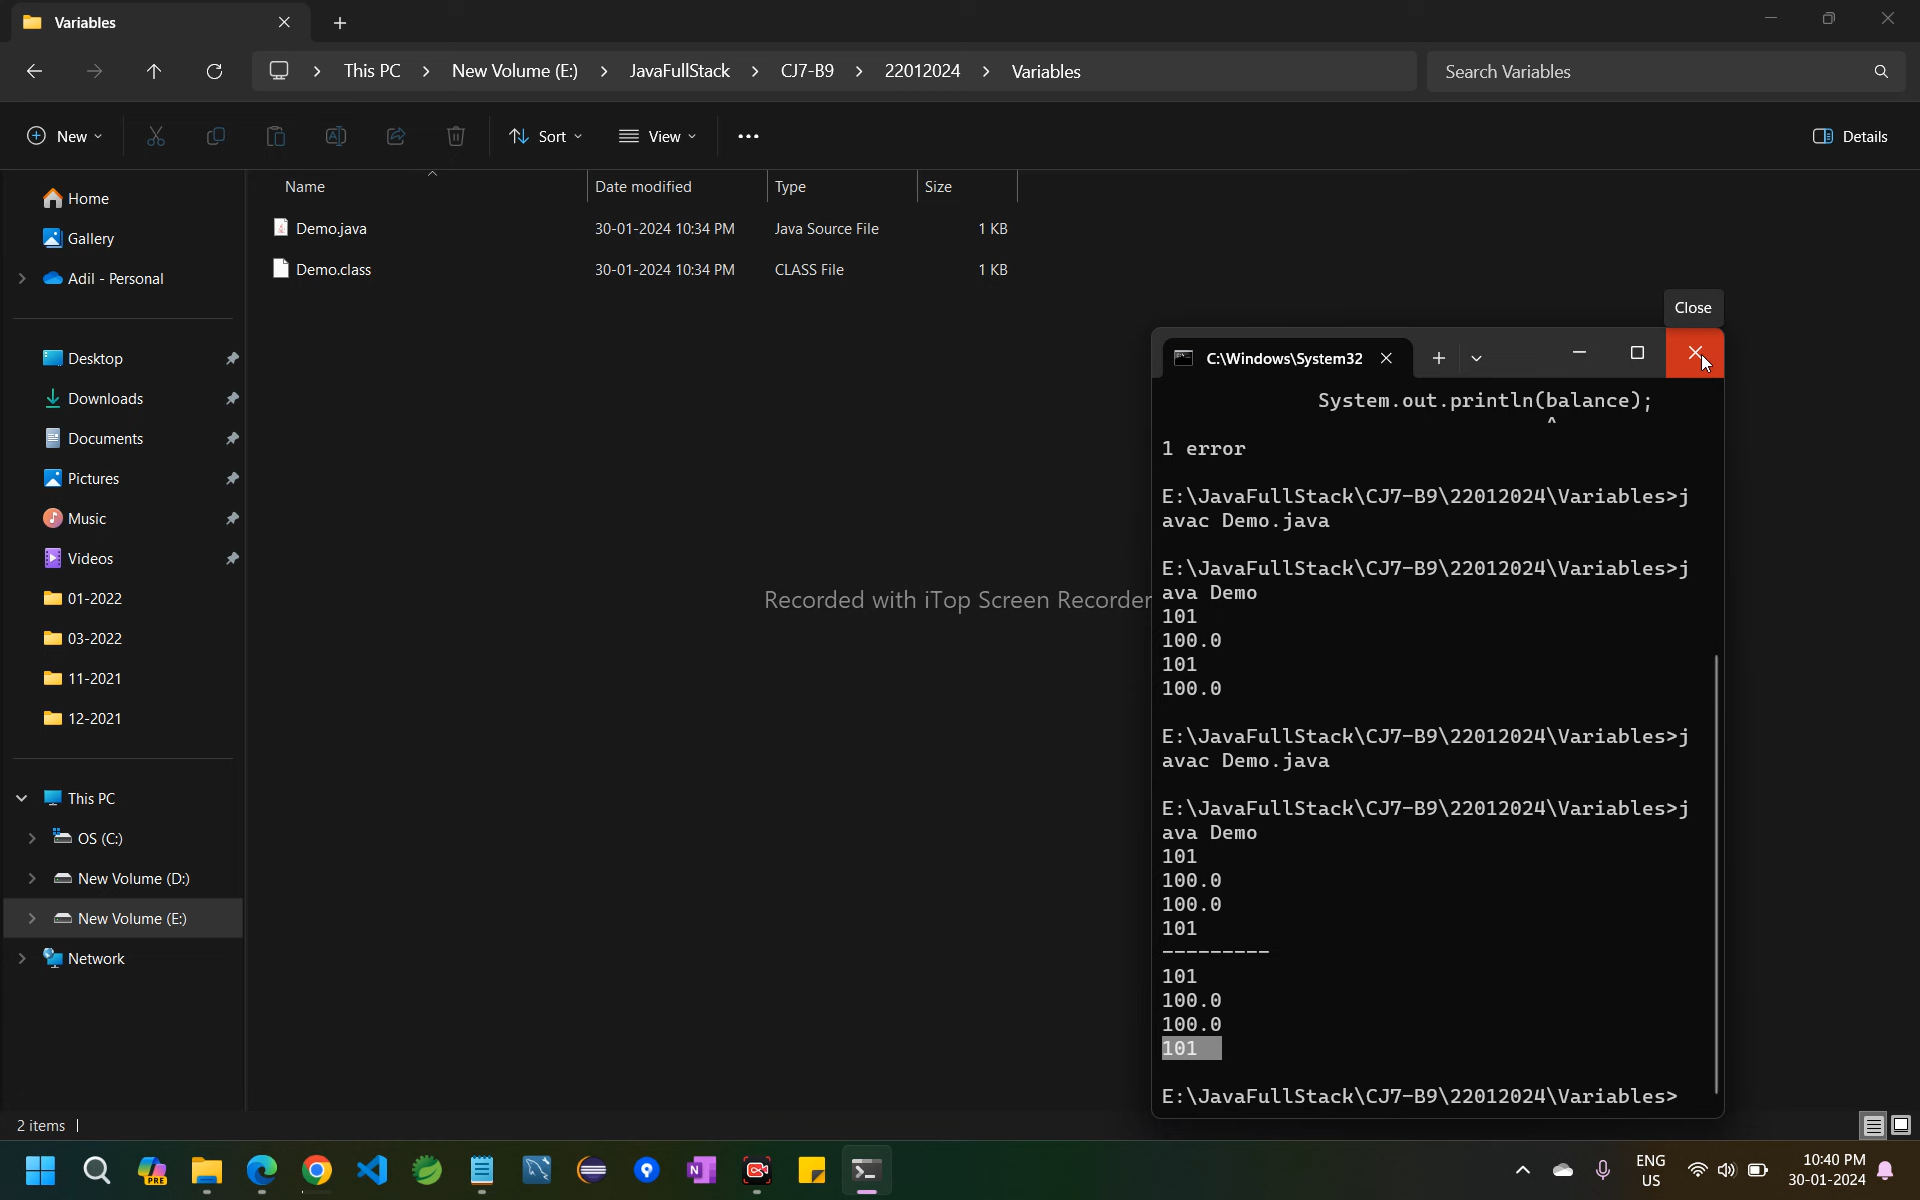 Variables
This PC > New Volume (E:) > JavaFullStack > CJ7-B9 > 22012024 > Variables
Search Variables
New
Sort
View
Details
Name
Date modified
Type
Size
Demo.java 30-01-2024 10:34 PM Java Source File 1 KB
Demo.class 30-01-2024 10:34 PM CLASS File 1 KB
Home
Gallery
Adil - Personal
Desktop
Downloads
Documents
Pictures
Music
Videos
01-2022
03-2022
11-2021
12-2021
This PC
OS (C:)
New Volume (D:)
New Volume (E:)
Network
2 items
Recorded with iTop Screen Recorder
Close
C:\Windows\System32
System.out.println(balance);
^
1 error
E:\JavaFullStack\CJ7-B9\22012024\Variables>j
avac Demo.java
E:\JavaFullStack\CJ7-B9\22012024\Variables>j
ava Demo
101
100.0
101
100.0
E:\JavaFullStack\CJ7-B9\22012024\Variables>j
avac Demo.java
E:\JavaFullStack\CJ7-B9\22012024\Variables>j
ava Demo
101
100.0
100.0
101
---------
101
100.0
100.0
101
E:\JavaFullStack\CJ7-B9\22012024\Variables>
PRE
N
ENG
US
10:40 PM
30-01-2024